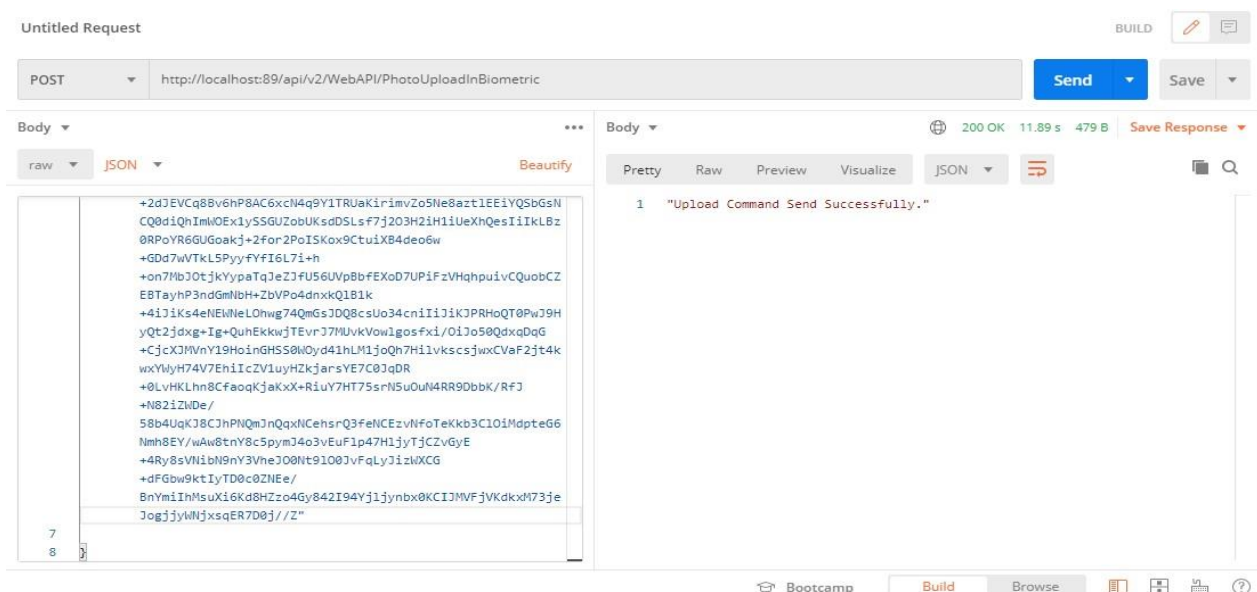 Untitled Request
BUILD
POST
http://localhost:89/api/v2/WebAPI/PhotoUploadInBiometric
Send
Save
Body
Body
200 OK 11.89 s 479 B Save Response
raw JSON Beautify
Pretty Raw Preview Visualize JSON
+2dJEVCq8Bv6hP8AC6xcN4q9Y1TRUaKirimvZo5Ne8aztlEEiYQSbGsN
CQ0diQhImWOEx1ySSGUZobUKsdDSLsf7j2O3H2iH1iUeXhQesIiIkLBz
0RPoYR6GUGoakj+2for2PoISKox9CtuiXB4deo6w
+GDd7wVTkL5PyyfYfI6L7i+h
+on7MbJOtjkYypaTqJeZJfU56UVpBbfEXoD7UPiFzVHqhpuivCQuobCZ
EBTayhP3ndGmNbH+ZbVPo4dnxkQlB1k
+4iJiKs4eNEWNeLOhwg74QmGsJDQ8csUo34cniIiJiKJPRHoQT0PwJ9H
yQt2jdxg+Ig+QuhEkkwjTEvrJ7MUvkVowlgosfxi/OiJo50QdxqDqG
+CjcXJMVnY19HoinGHSS0WOyd41hLM1joQh7HilvkscsjwxCVaF2jt4k
wxYWyH74V7EhiIcZV1uyHZkjarsYE7C0JqDR
+0LvHKLhn8CfaoqKjaKxX+RiuY7HT75srN5uOuN4RR9DbbK/RfJ
+N82iZWDe/
58b4UqKJ8CJhPNQmJnQqxNCehsrQ3feNCEzvNfoTeKkb3ClOiMdpteG6
Nmh8EY/wAw8tnY8c5pymJ4o3vEuFlp47HljyTjCZvGyE
+4Ry8sVNibN9nY3VheJO0Nt9lO0JvFqLyJizWXCG
+dFGbw9ktIyTD0c0ZNEe/
BnYmiIhMsuXi6Kd8HZzo4Gy842I94Yjljynbx0KCIJMVFjVKdkxM73je
JogjjyWNjxsqER7D0j//Z"
7
8 }
1 "Upload Command Send Successfully."
Bootcamp Build Browse